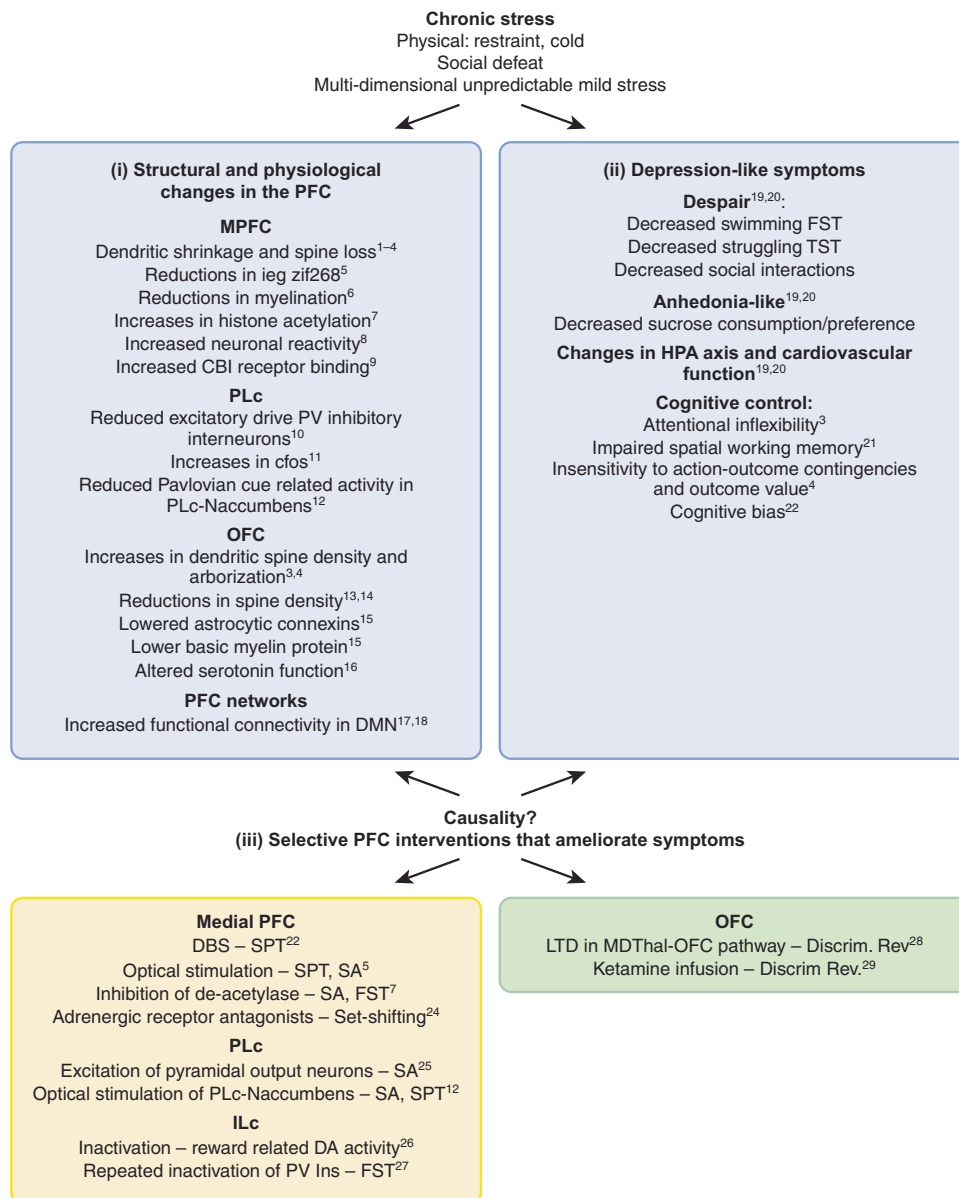 Chronic stress
Physical: restraint, cold
Social defeat
Multi-dimensional unpredictable mild stress
(i) Structural and physiological
changes in the PFC
MPFC
Dendritic shrinkage and spine loss1–4
Reductions in ieg zif2685
Reductions in myelination6
Increases in histone acetylation7
Increased neuronal reactivity8
Increased CBI receptor binding9
PLc
Reduced excitatory drive PV inhibitory
interneurons10
Increases in cfos11
Reduced Pavlovian cue related activity in
PLc-Naccumbens12
OFC
Increases in dendritic spine density and
arborization3,4
Reductions in spine density13,14
Lowered astrocytic connexins15
Lower basic myelin protein15
Altered serotonin function16
PFC networks
Increased functional connectivity in DMN17,18
(ii) Depression-like symptoms
Despair19,20:
Decreased swimming FST
Decreased struggling TST
Decreased social interactions
Anhedonia-like19,20
Decreased sucrose consumption/preference
Changes in HPA axis and cardiovascular
function19,20
Cognitive control:
Attentional inflexibility3
Impaired spatial working memory21
Insensitivity to action-outcome contingencies
and outcome value4
Cognitive bias22
Causality?
(iii) Selective PFC interventions that ameliorate symptoms
Medial PFC
DBS – SPT22
Optical stimulation – SPT, SA5
Inhibition of de-acetylase – SA, FST7
Adrenergic receptor antagonists – Set-shifting24
PLc
Excitation of pyramidal output neurons – SA25
Optical stimulation of PLc-Naccumbens – SA, SPT12
ILc
Inactivation – reward related DA activity26
Repeated inactivation of PV Ins – FST27
OFC
LTD in MDThal-OFC pathway – Discrim. Rev28
Ketamine infusion – Discrim Rev.29